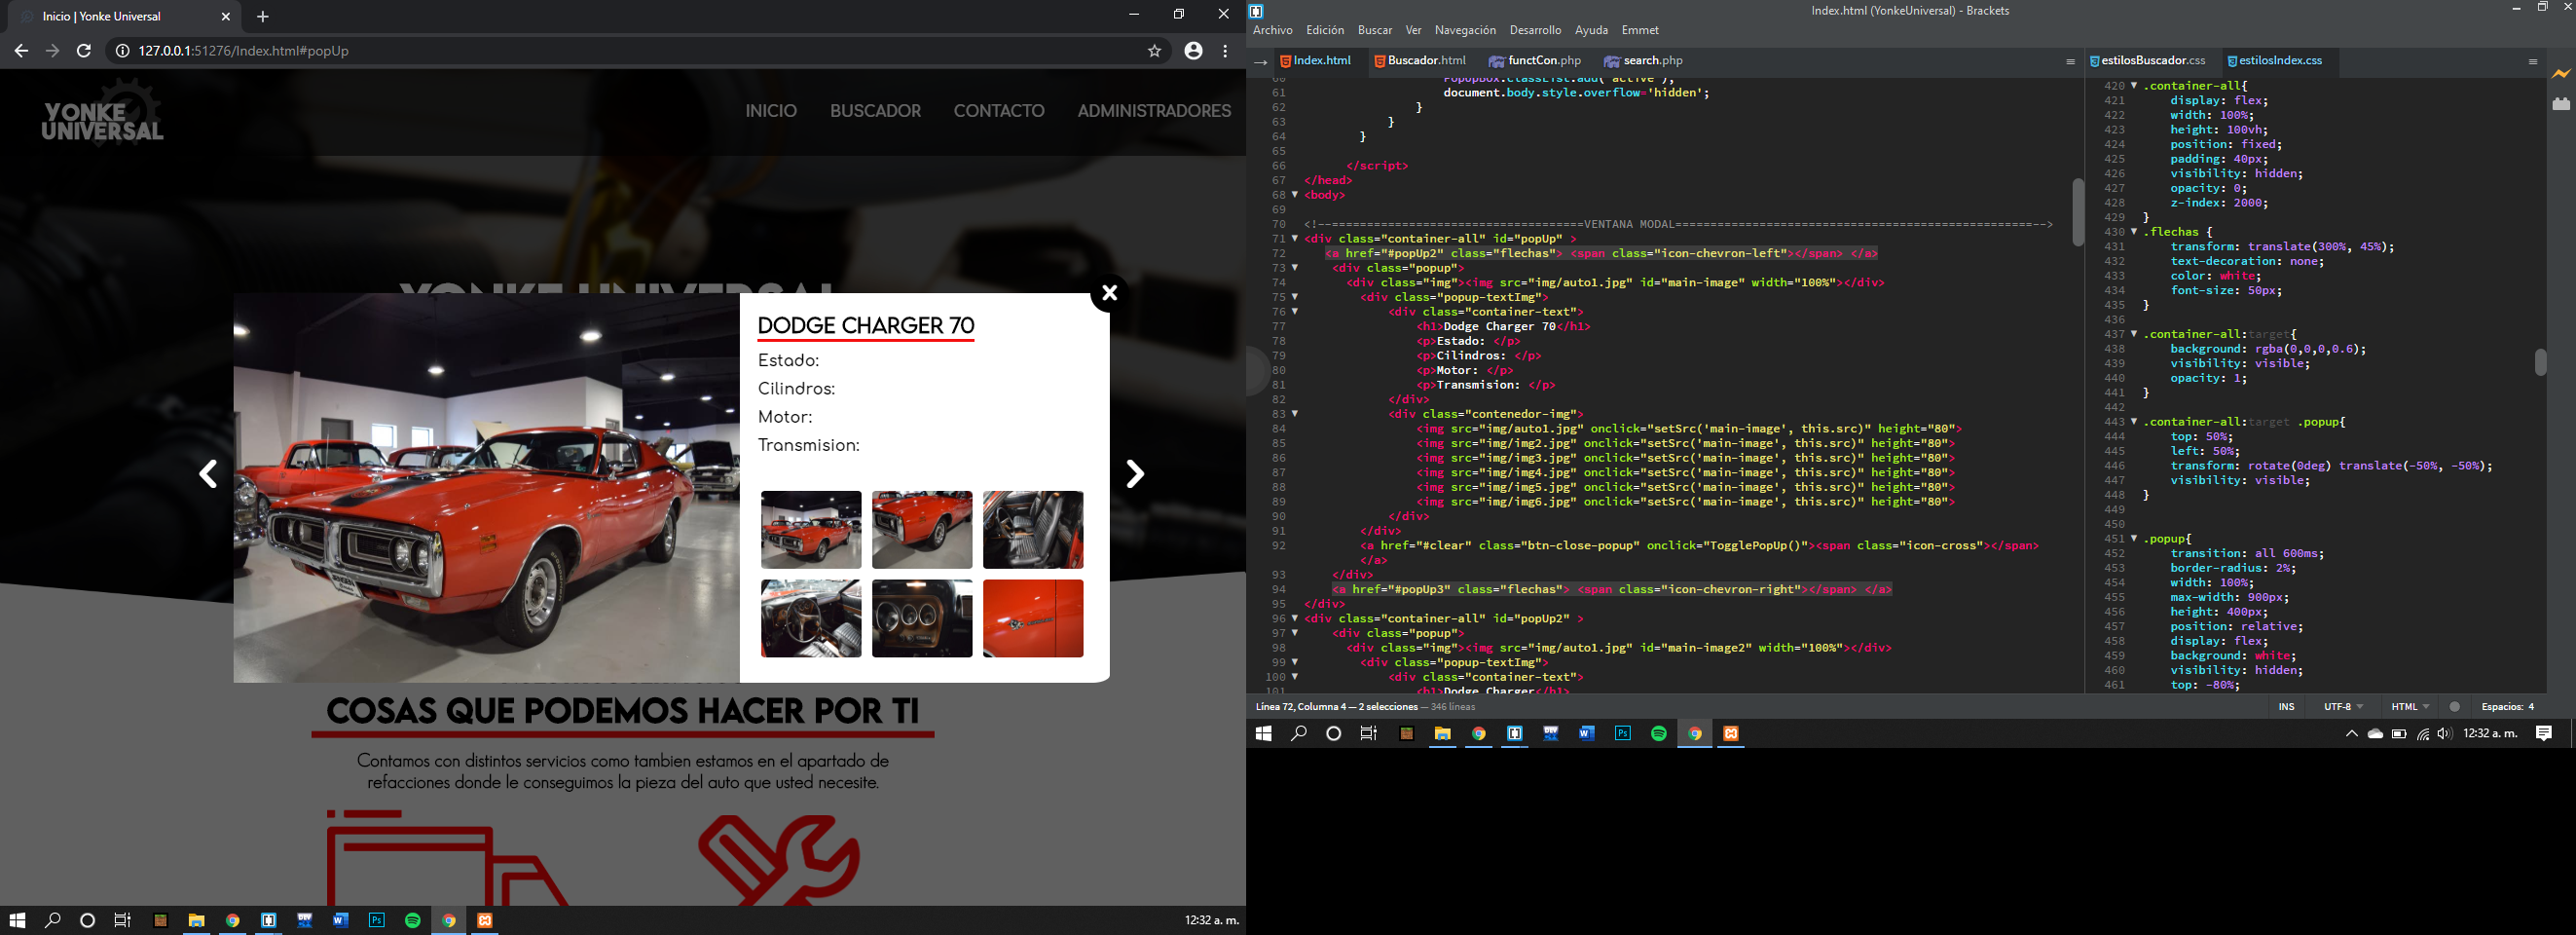 Inicio | Yonke Universal
127.0.0.1:51276/Index.html#popUp
YONKE
UNIVERSAL
INICIO
BUSCADOR
CONTACTO
ADMINISTRADORES
YONKE UNIVERSAL
DODGE CHARGER 70
Estado:
Cilindros:
Motor:
Transmision:
COSAS QUE PODEMOS HACER POR TI
Contamos con distintos servicios como tambien estamos en el apartado de
refacciones donde le conseguimos la pieza del auto que usted necesite.
12:32 a. m.
Index.html (YonkeUniversal) - Brackets
Archivo Edición Buscar Ver Navegación Desarrollo Ayuda Emmet
Index.html Buscador.html functCon.php search.php
60 PopopBox.classList.add("active");
61 document.body.style.overflow='hidden';
62 }
63 }
64 }
65
66 </script>
67 </head>
68 <body>
69
70 <!--====================================VENTANA MODAL===================================================-->
71 <div class="container-all" id="popUp" >
72 <a href="#popUp2" class="flechas"> <span class="icon-chevron-left"></span> </a>
73 <div class="popup">
74 <div class="img"><img src="img/auto1.jpg" id="main-image" width="100%"></div>
75 <div class="popup-textImg">
76 <div class="container-text">
77 <h1>Dodge Charger 70</h1>
78 <p>Estado: </p>
79 <p>Cilindros: </p>
80 <p>Motor: </p>
81 <p>Transmision: </p>
82 </div>
83 <div class="contenedor-img">
84 <img src="img/auto1.jpg" onclick="setSrc('main-image', this.src)" height="80">
85 <img src="img/img2.jpg" onclick="setSrc('main-image', this.src)" height="80">
86 <img src="img/img3.jpg" onclick="setSrc('main-image', this.src)" height="80">
87 <img src="img/img4.jpg" onclick="setSrc('main-image', this.src)" height="80">
88 <img src="img/img5.jpg" onclick="setSrc('main-image', this.src)" height="80">
89 <img src="img/img6.jpg" onclick="setSrc('main-image', this.src)" height="80">
90 </div>
91 </div>
92 <a href="#clear" class="btn-close-popup" onclick="TogglePopUp()"><span class="icon-cross"></span>
</a>
93 </div>
94 <a href="#popUp3" class="flechas"> <span class="icon-chevron-right"></span> </a>
95 </div>
96 <div class="container-all" id="popUp2" >
97 <div class="popup">
98 <div class="img"><img src="img/auto1.jpg" id="main-image2" width="100%"></div>
99 <div class="popup-textImg">
100 <div class="container-text">
101 <h1>Dodge Charger</h1>
estilosBuscador.css estilosIndex.css
420 .container-all{
421 display: flex;
422 width: 100%;
423 height: 100vh;
424 position: fixed;
425 padding: 40px;
426 visibility: hidden;
427 opacity: 0;
428 z-index: 2000;
429 }
430 .flechas {
431 transform: translate(300%, 45%);
432 text-decoration: none;
433 color: white;
434 font-size: 50px;
435 }
436
437 .container-all:target{
438 background: rgba(0,0,0,0.6);
439 visibility: visible;
440 opacity: 1;
441 }
442
443 .container-all:target .popup{
444 top: 50%;
445 left: 50%;
446 transform: rotate(0deg) translate(-50%, -50%);
447 visibility: visible;
448 }
449
450
451 .popup{
452 transition: all 600ms;
453 border-radius: 2%;
454 width: 100%;
455 max-width: 900px;
456 height: 400px;
457 position: relative;
458 display: flex;
459 background: white;
460 visibility: hidden;
461 top: -80%;
Línea 72, Columna 4 — 2 selecciones — 346 líneas
INS UTF-8 HTML Espacios: 4
12:32 a. m.